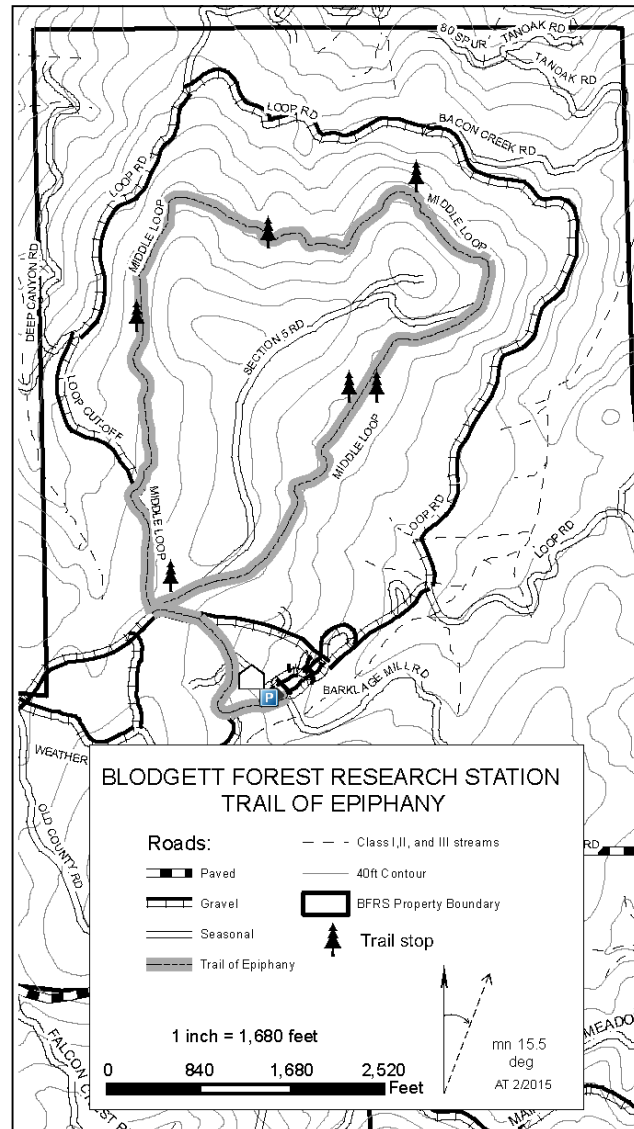 80 SPUR
TANOAK RD
TANOAK RD
LOOP RD
BACON CREEK RD
LOOP RD
MIDDLE LOOP
MIDDLE LOOP
DEEP CANYON RD
SECTION 5 RD
LOOP CUT-OFF
MIDDLE LOOP
MIDDLE LOOP
LOOP RD
LOOP RD
P
BARKLAGE MILL RD
WEATHER
OLD COUNTY RD
BLODGETT FOREST RESEARCH STATION
TRAIL OF EPIPHANY
Roads:
Paved
Gravel
Seasonal
Trail of Epiphany
Class I,II, and III streams
40ft Contour
BFRS Property Boundary
Trail stop
RD
1 inch = 1,680 feet
0 840 1,680 2,520
Feet
mn 15.5
deg
AT 2/2015
MEADO
MAI